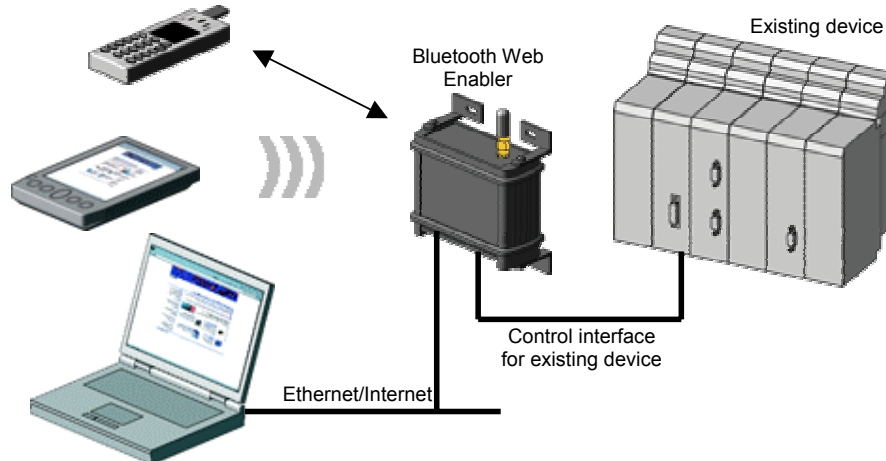 Existing device
Bluetooth Web
Enabler
Control interface
for existing device
Ethernet/Internet